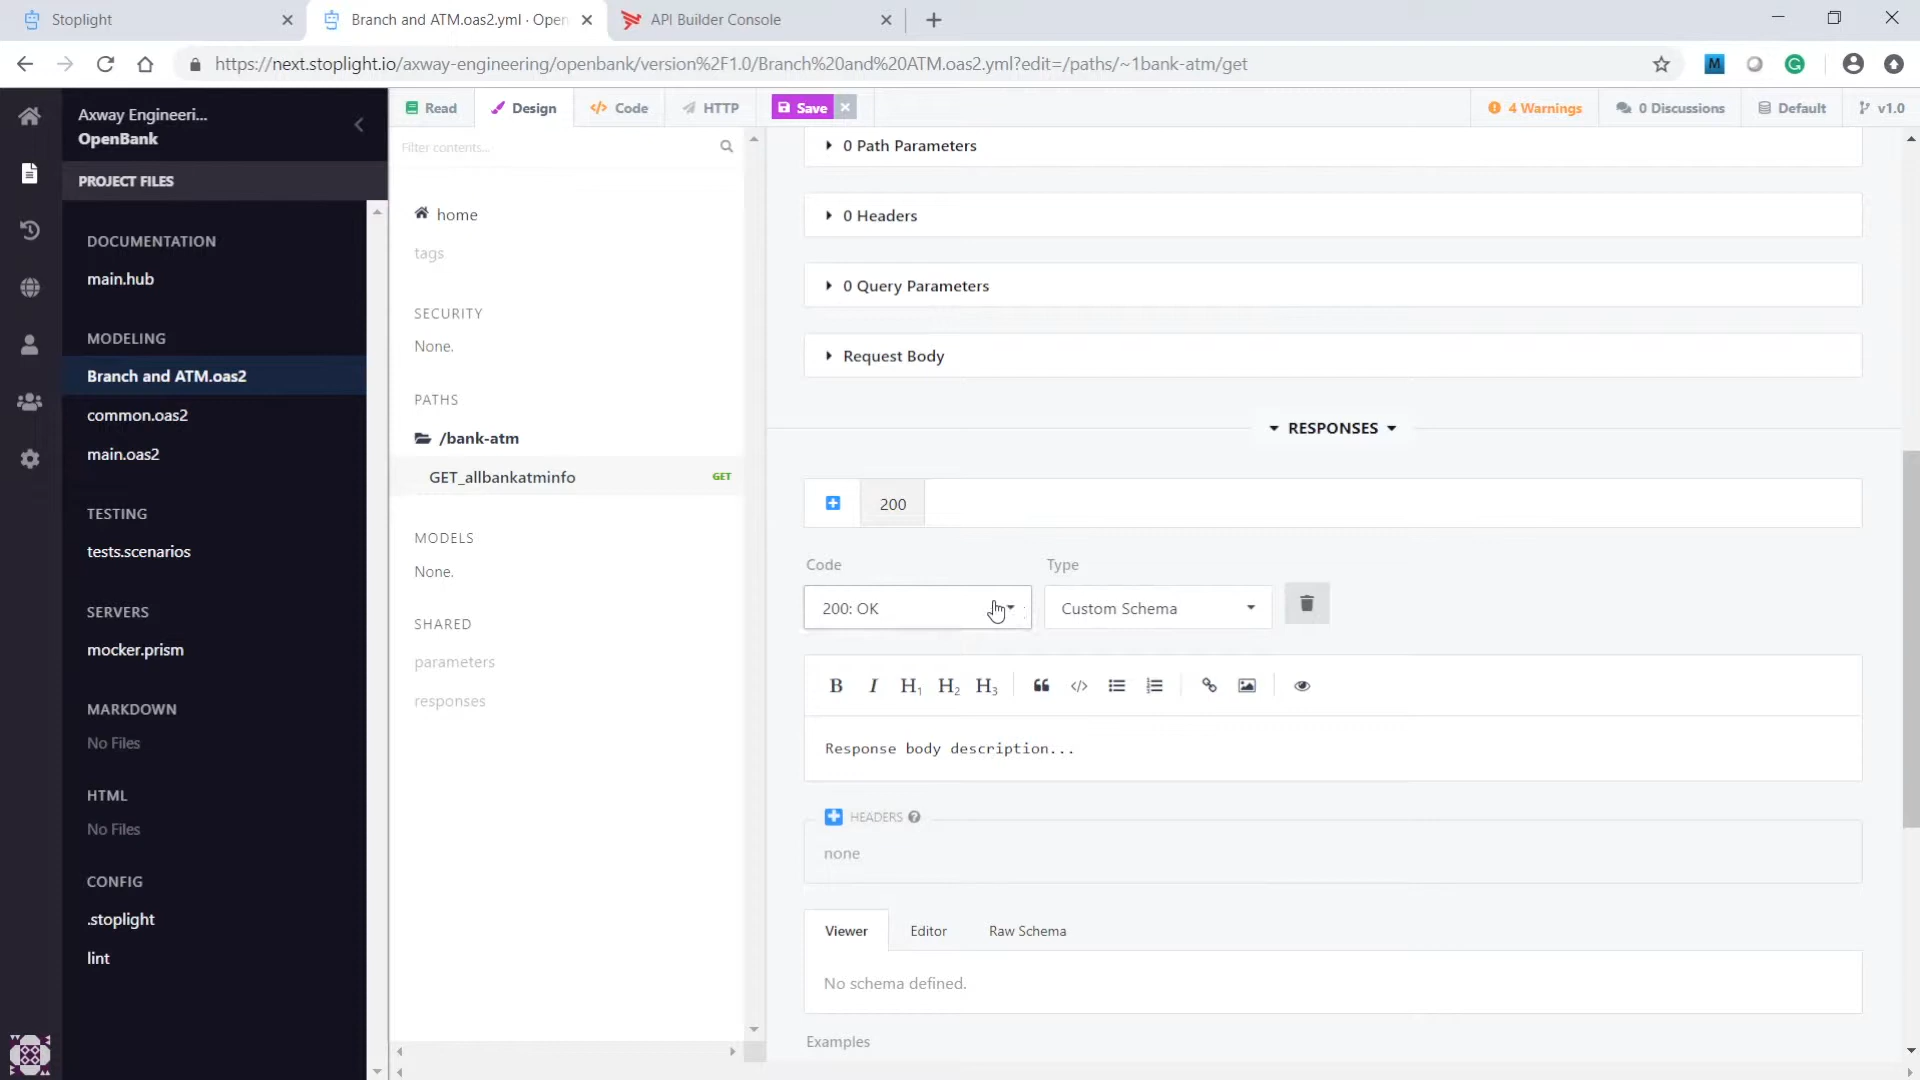 Stoplight
Branch and ATM.oas2.yml · Open
API Builder Console
https://next.stoplight.io/axway-engineering/openbank/version%2F1.0/Branch%20and%20ATM.oas2.yml?edit=/paths/~1bank-atm/get
M
G
Axway Engineeri...
OpenBank
PROJECT FILES
DOCUMENTATION
main.hub
MODELING
Branch and ATM.oas2
common.oas2
main.oas2
TESTING
tests.scenarios
SERVERS
mocker.prism
MARKDOWN
No Files
HTML
No Files
CONFIG
.stoplight
lint
Read
Design
Code
HTTP
Save
4 Warnings
0 Discussions
Default
v1.0
Filter contents...
home
tags
SECURITY
None.
PATHS
/bank-atm
GET_allbankatminfo GET
MODELS
None.
SHARED
parameters
responses
0 Path Parameters
0 Headers
0 Query Parameters
Request Body
RESPONSES
200
Code Type
200: OK Custom Schema
B I H1 H2 H3
Response body description...
HEADERS
none
Viewer Editor Raw Schema
No schema defined.
Examples